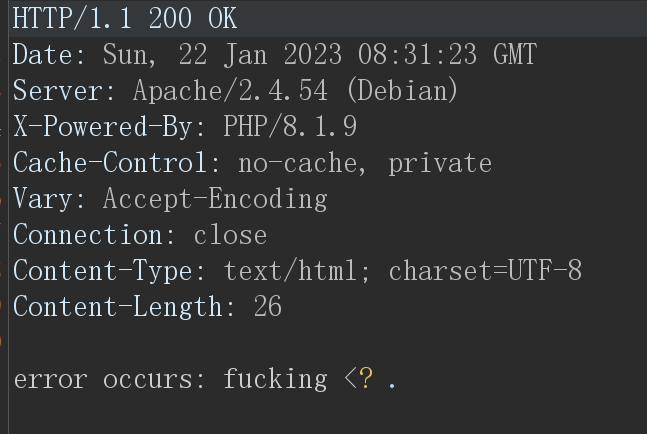 HTTP/1.1 200 OK
Date: Sun, 22 Jan 2023 08:31:23 GMT
Server: Apache/2.4.54 (Debian)
X-Powered-By: PHP/8.1.9
Cache-Control: no-cache, private
Vary: Accept-Encoding
Connection: close
Content-Type: text/html; charset=UTF-8
Content-Length: 26

error occurs: fucking <? .